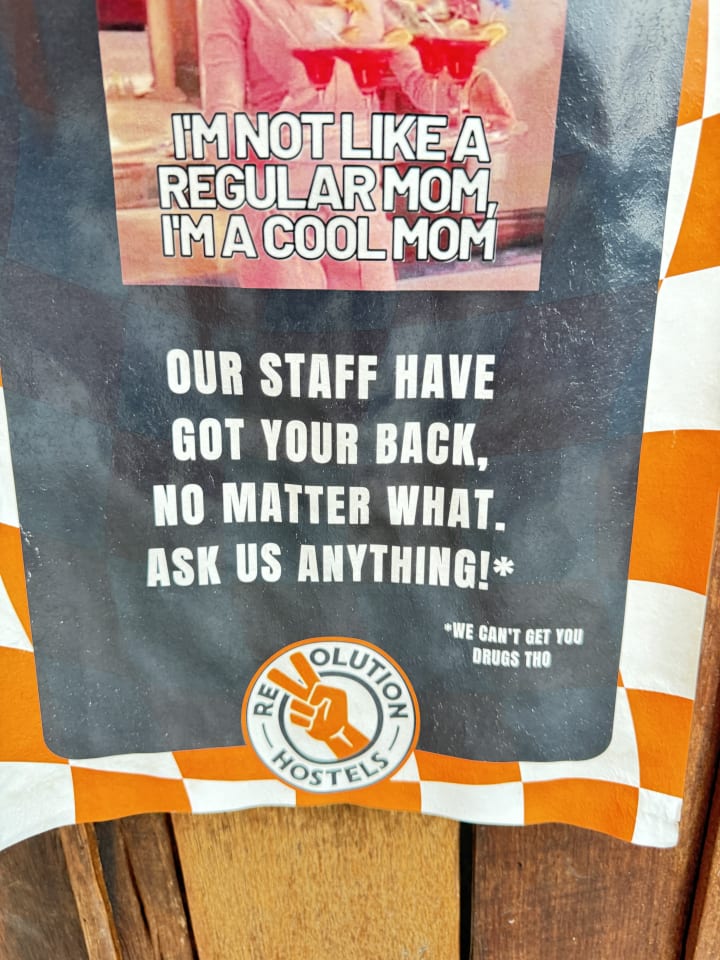 I'M NOT LIKE A
REGULAR MOM,
I'M A COOL MOM
OUR STAFF HAVE
GOT YOUR BACK,
NO MATTER WHAT.
ASK US ANYTHING!*
*WE CAN'T GET YOU
DRUGS THO
REVOLUTION
HOSTELS